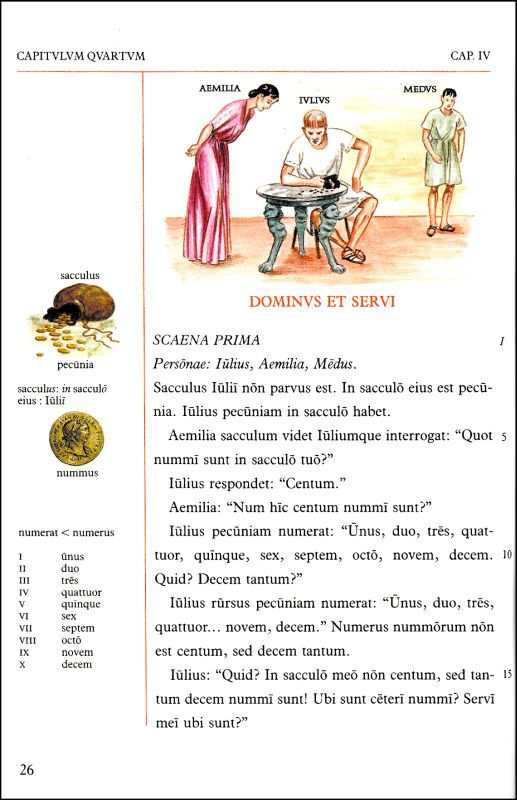 CAPITVLVM QVARTVM
CAP. IV
AEMILIA
IVLIVS
MEDVS
DOMINVS ET SERVI
sacculus
pecūnia
sacculus: in sacculō
eius : Iūliī
nummus
numerat < numerus
I ūnus
II duo
III trēs
IV quattuor
V quīnque
VI sex
VII septem
VIII octō
IX novem
X decem
SCAENA PRIMA
I
Persōnae: Iūlius, Aemilia, Mēdus.
Sacculus Iūliī nōn parvus est. In sacculō eius est pecū-
nia. Iūlius pecūniam in sacculō habet.
Aemilia sacculum videt Iūliumque interrogat: “Quot
5
nummī sunt in sacculō tuō?”
Iūlius respondet: “Centum.”
Aemilia: “Num hīc centum nummī sunt?”
Iūlius pecūniam numerat: “Ūnus, duo, trēs, quat-
tuor, quīnque, sex, septem, octō, novem, decem.
10
Quid? Decem tantum?”
Iūlius rūrsus pecūniam numerat: “Ūnus, duo, trēs,
quattuor... novem, decem.” Numerus nummōrum nōn
est centum, sed decem tantum.
Iūlius: “Quid? In sacculō meō nōn centum, sed tan-
15
tum decem nummī sunt! Ubi sunt cēterī nummī? Servī
meī ubi sunt?”
26